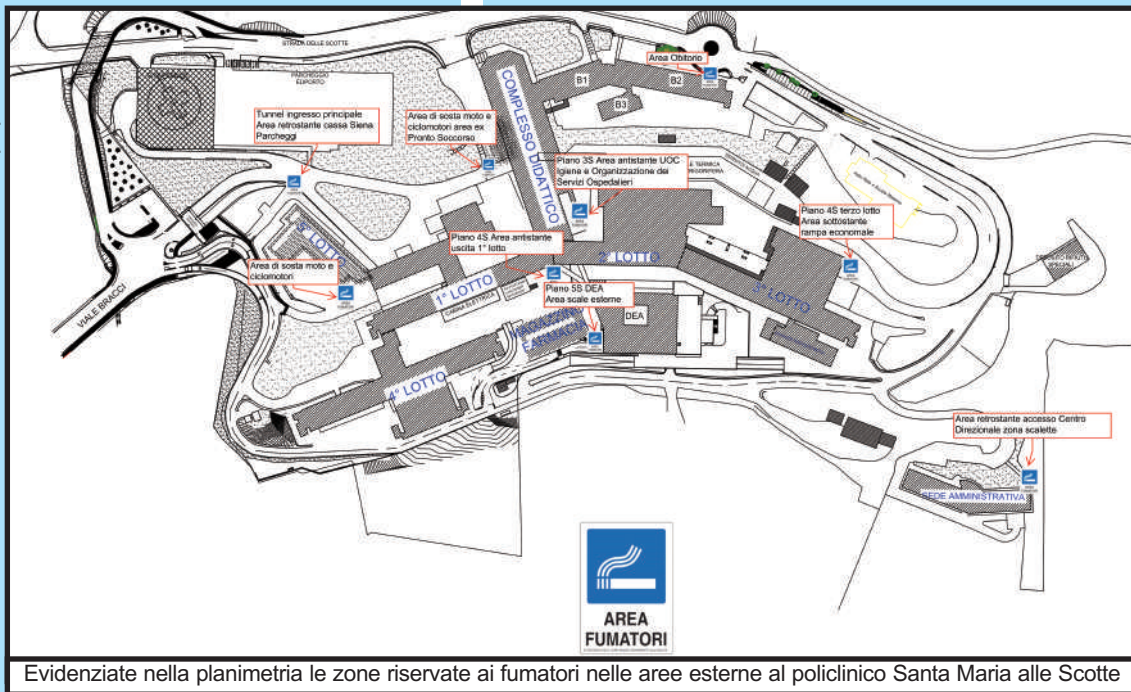 STRADA DELLE SCOTTE
PARCHEGGIO
ELIPORTO
Area Obitorio
B1
B2
B3
COMPLESSO DIDATTICO
Tunnel ingresso principale
Area retrostante cassa Siena
Parcheggi
Area di sosta moto e
ciclomotori area ex
Pronto Soccorso
Piano 3S Area antistante UOC
Igiene e Organizzazione dei
Servizi Ospedalieri
Piano 4S terzo lotto
Area sottostante
rampa economale
Piano 4S Area antistante
uscita 1° lotto
Area di sosta moto e
ciclomotori
5° LOTTO
1° LOTTO
CABINA ELETTRICA
2° LOTTO
Piano 5S DEA
Area scale esterne
DEA
3° LOTTO
MAGAZZINO
FARMACIA
4° LOTTO
VIALE BRACCI
Area retrostante accesso Centro
Direzionale zona scalette
SEDE AMMINISTRATIVA
AREA
FUMATORI
Evidenziate nella planimetria le zone riservate ai fumatori nelle aree esterne al policlinico Santa Maria alle Scotte